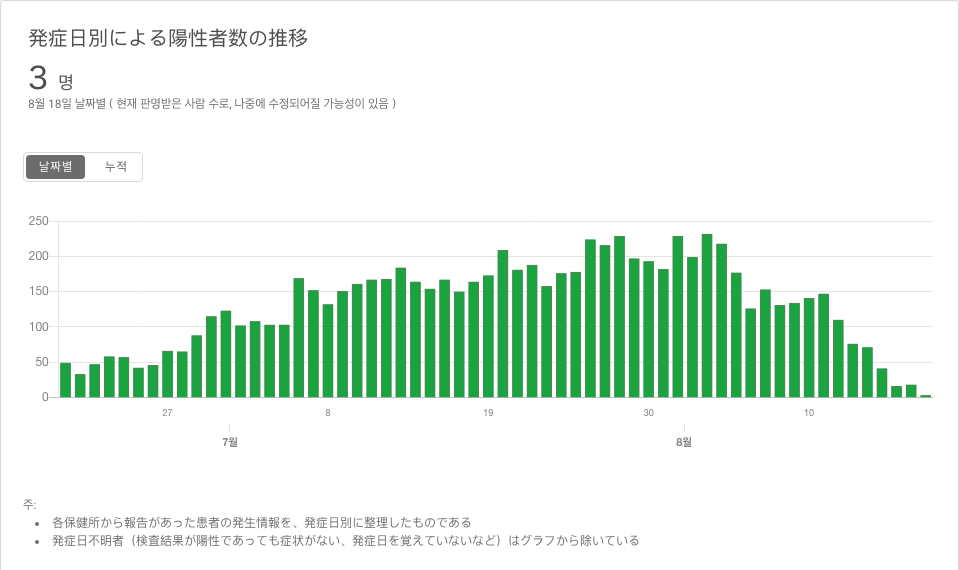 発症日別による陽性者数の推移
3 명
8월 18일 날짜별 ( 현재 판명받은 사람 수로, 나중에 수정되어질 가능성이 있음 )
날짜별 누적
250
200
150
100
50
0
27 8 19 30 10
7월 8월
주:
• 各保健所から報告があった患者の発生情報を、発症日別に整理したものである
• 発症日不明者（検査結果が陽性であっても症状がない、発症日を覚えていないなど）はグラフから除いている